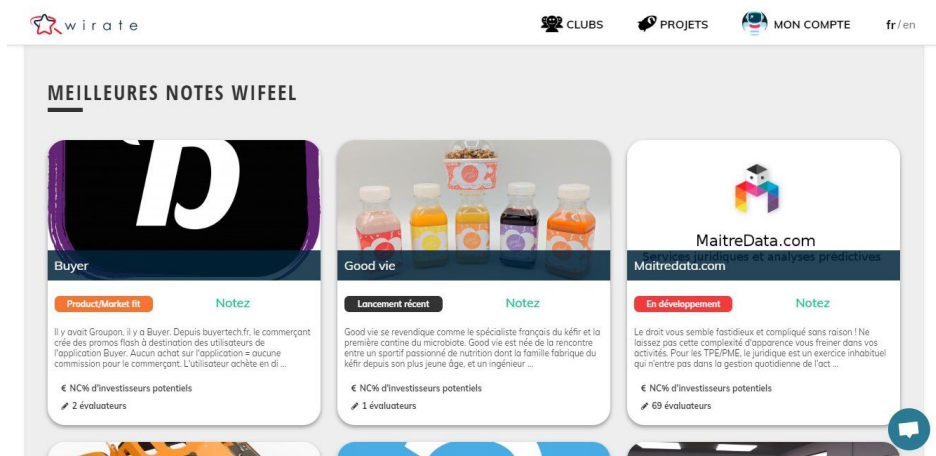 wirate
CLUBS
PROJETS
MON COMPTE
fr/en
MEILLEURES NOTES WIFEEL
b
Buyer
Product/Market fit
Notez
Il y avait Groupon, il y a Buyer. Depuis buyertech.fr, le commerçant
crée des promos flash à destination des utilisateurs de
l'application Buyer. Aucun achat sur l'application = aucune
commission pour le commerçant. L'utilisateur achète en di ...
€ NC% d'investisseurs potentiels
2 évaluateurs
Good vie
Lancement récent
Notez
Good vie se revendique comme le spécialiste français du kéfir et la
première cantine du microbiote. Good vie est née de la rencontre
entre un sportif passionné de nutrition dont la famille fabrique du
kéfir depuis son plus jeune âge, et un ingénieur ...
€ NC% d'investisseurs potentiels
1 évaluateurs
MaitreData.com
Services juridiques et analyses prédictives
Maitredata.com
En développement
Notez
Le droit vous semble fastidieux et compliqué sans raison ! Ne
laissez pas cette complexité d'apparence vous freiner dans vos
activités. Pour les TPE/PME, le juridique est un exercice inhabituel
qui n'entre pas dans la gestion quotidienne de l'act ...
€ NC% d'investisseurs potentiels
69 évaluateurs